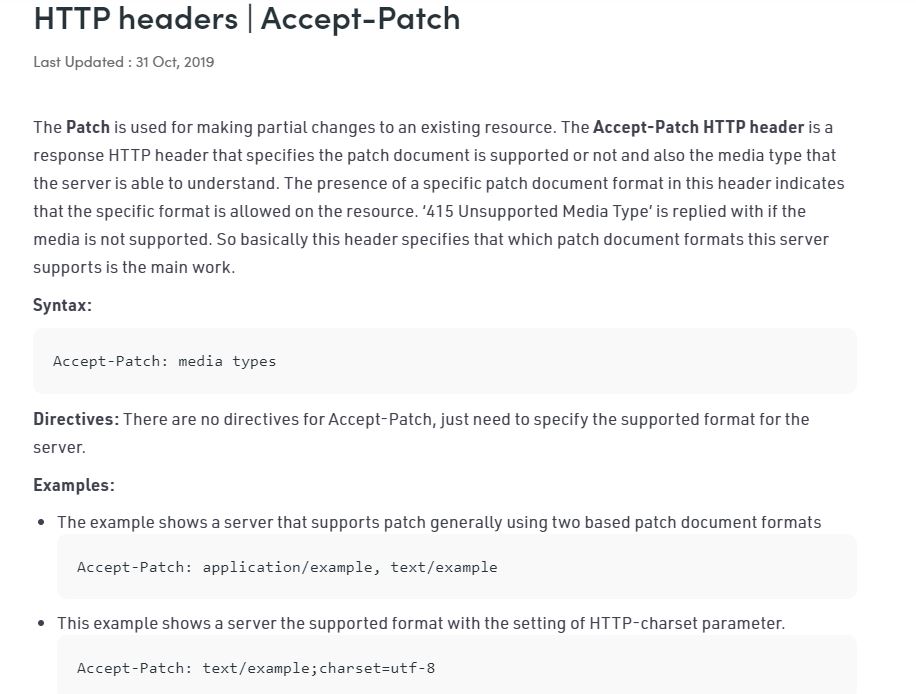 HTTP headers | Accept-Patch
Last Updated : 31 Oct, 2019
The Patch is used for making partial changes to an existing resource. The Accept-Patch HTTP header is a
response HTTP header that specifies the patch document is supported or not and also the media type that
the server is able to understand. The presence of a specific patch document format in this header indicates
that the specific format is allowed on the resource. ‘415 Unsupported Media Type’ is replied with if the
media is not supported. So basically this header specifies that which patch document formats this server
supports is the main work.
Syntax:
Accept-Patch: media types
Directives: There are no directives for Accept-Patch, just need to specify the supported format for the
server.
Examples:
• The example shows a server that supports patch generally using two based patch document formats
Accept-Patch: application/example, text/example
• This example shows a server the supported format with the setting of HTTP-charset parameter.
Accept-Patch: text/example;charset=utf-8